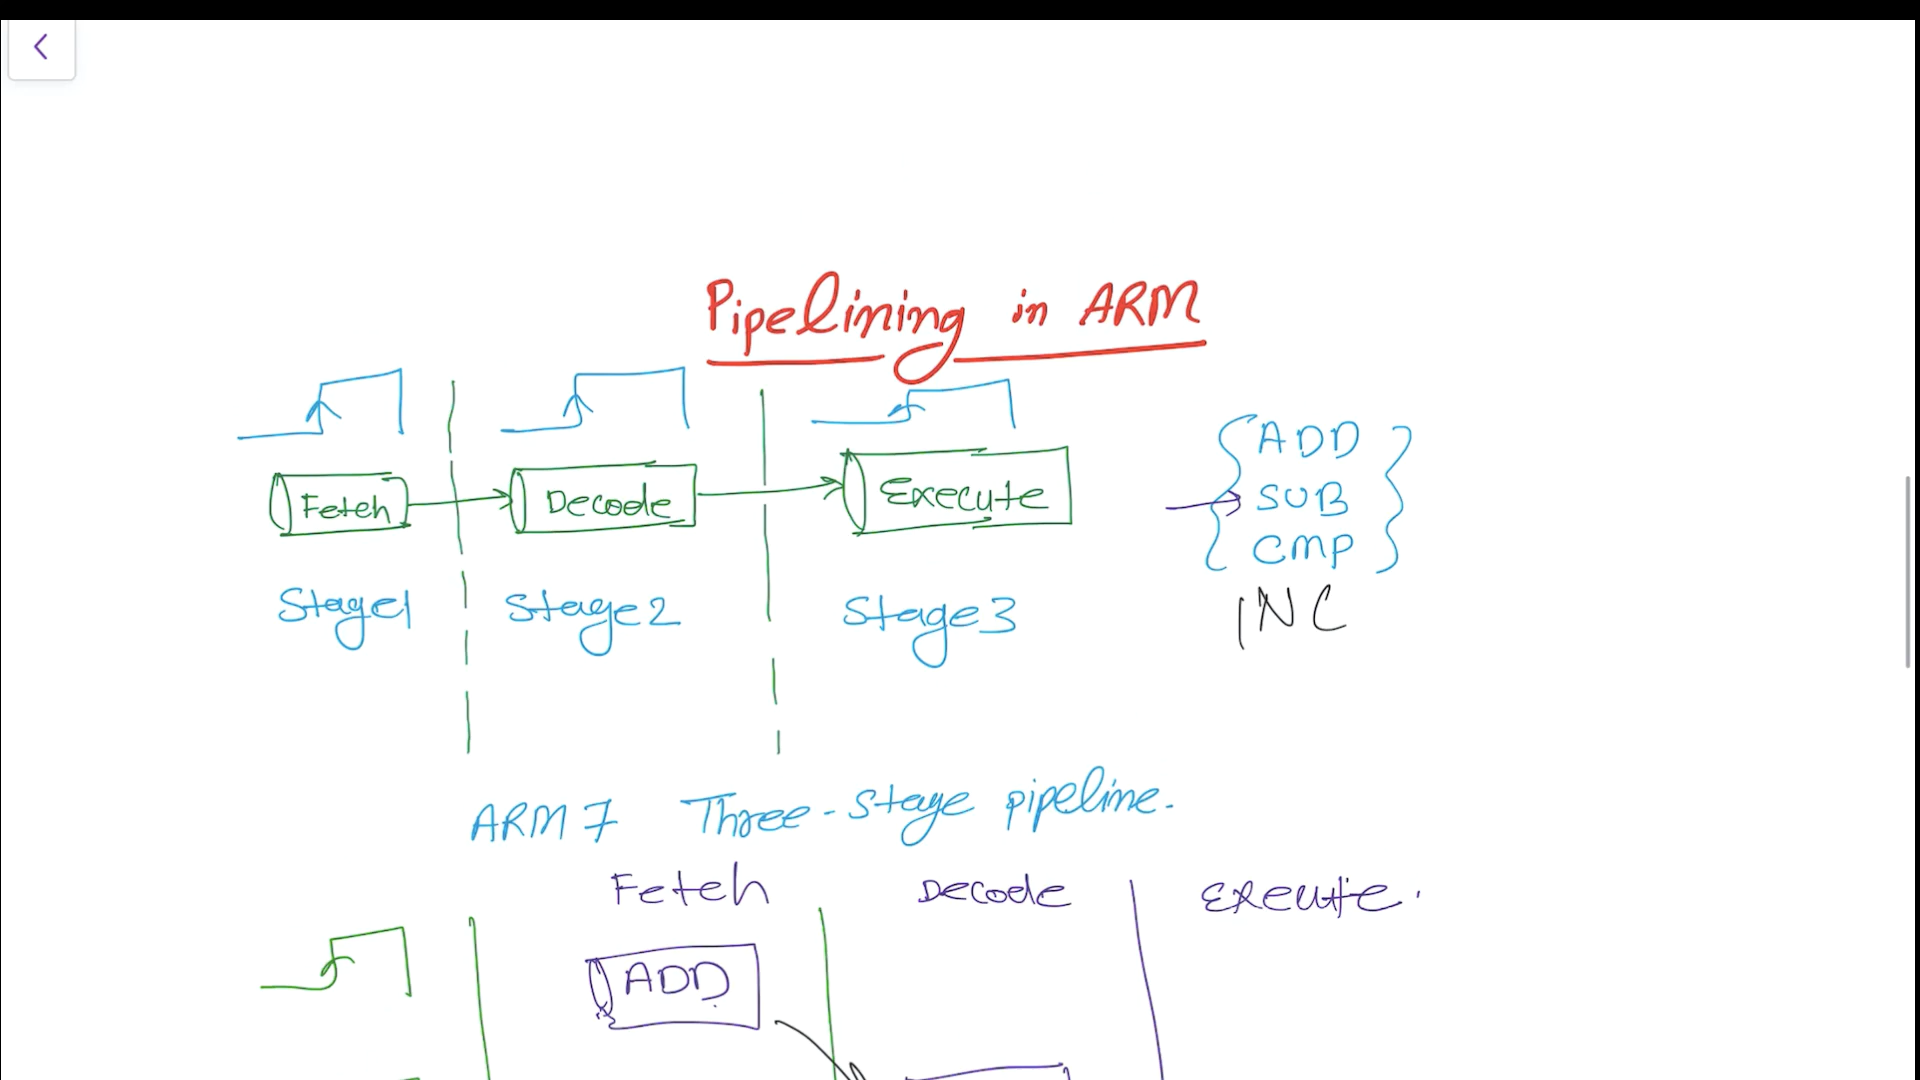 Pipelining in ARM
Fetch Decode Execute
ADD
SUB
CMP
INC
Stage1 Stage2 Stage3
ARM7 Three-stage pipeline.
Fetch Decode Execute.
ADD